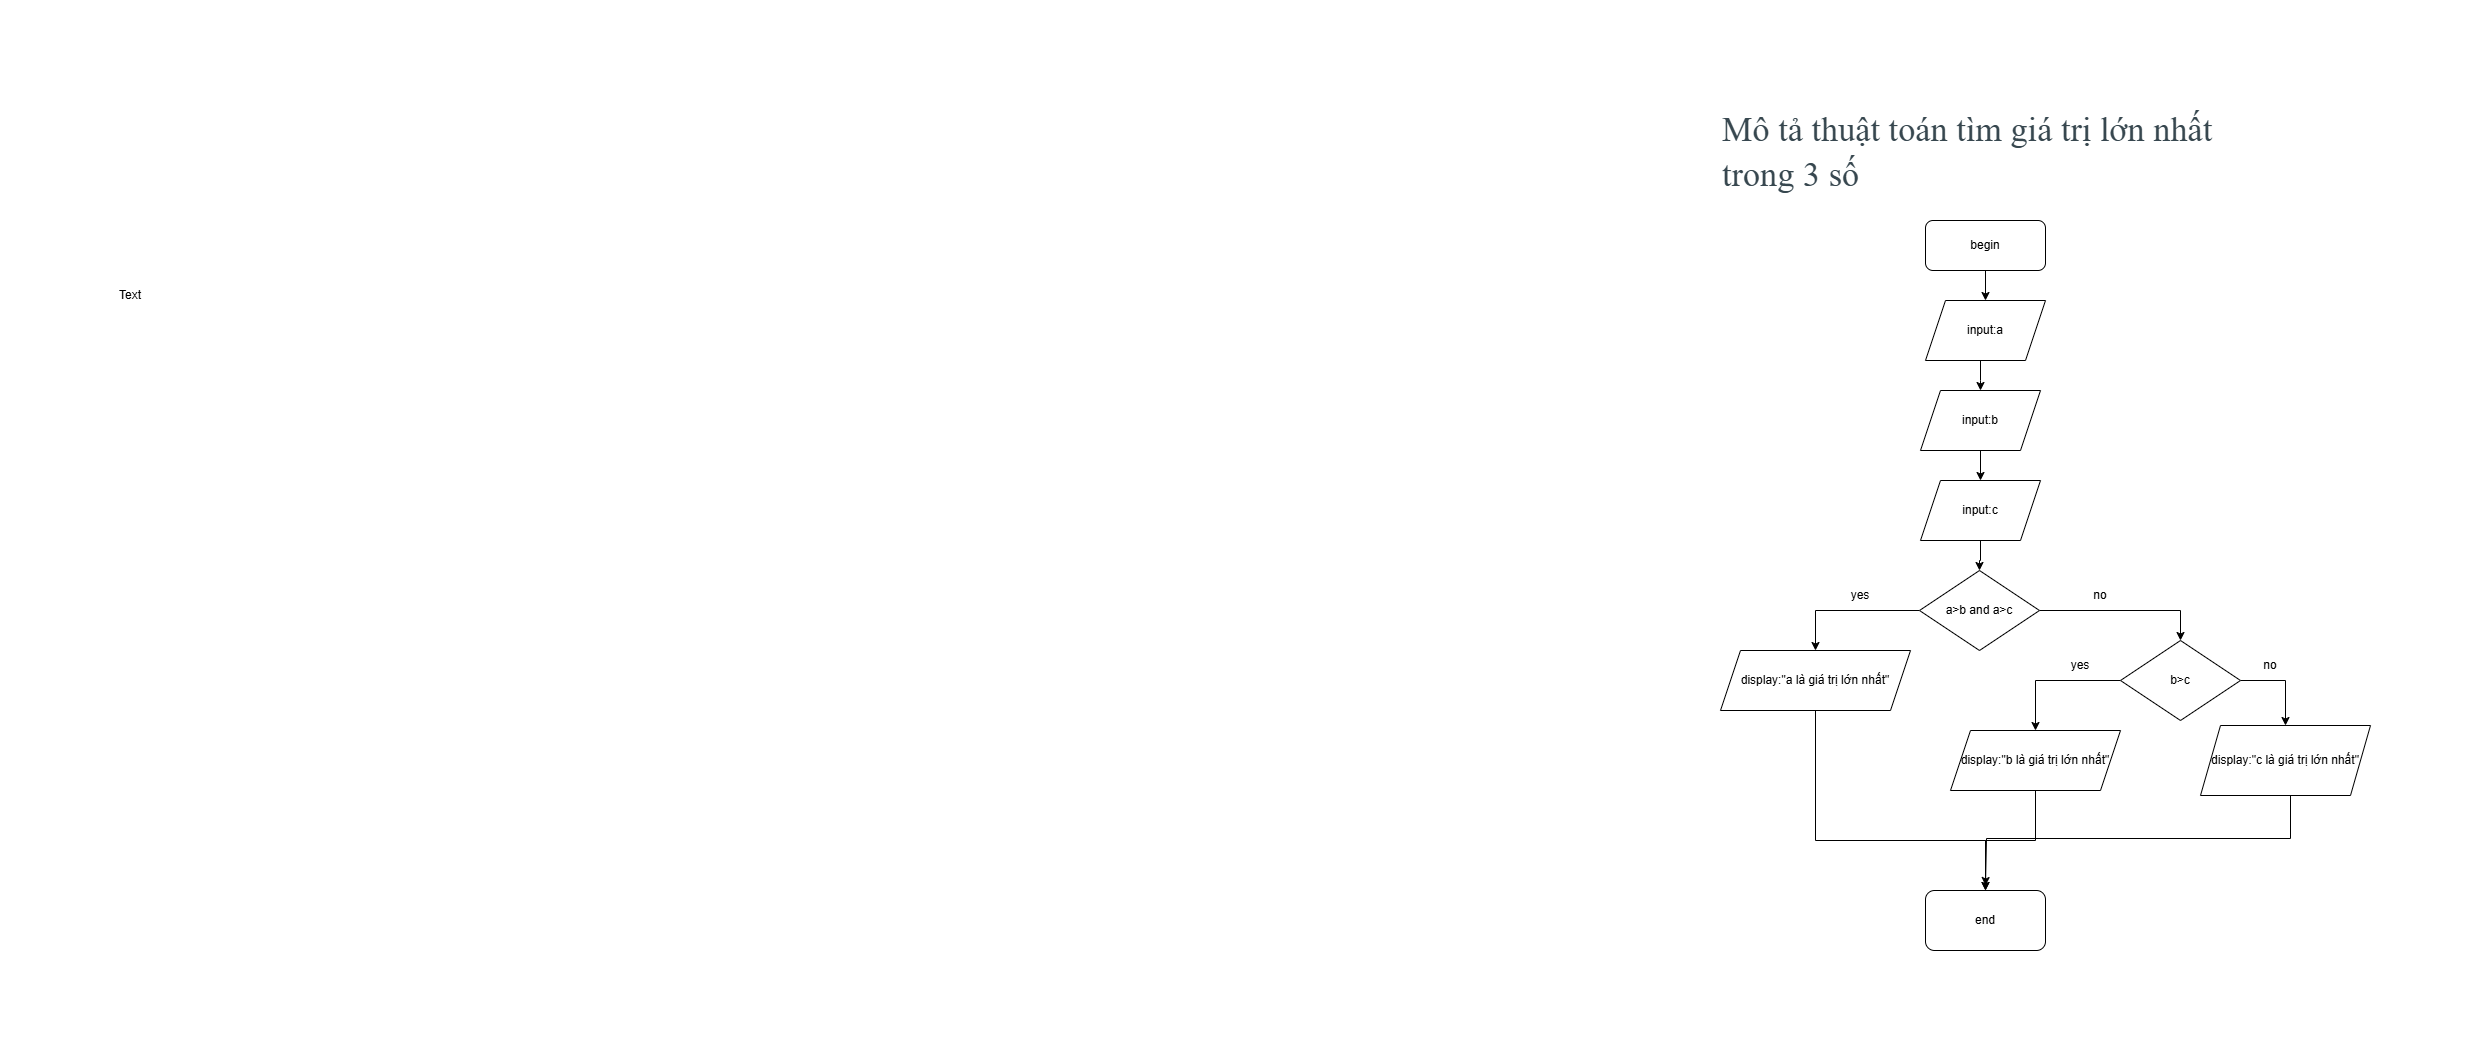 Mô tả thuật toán tìm giá trị lớn nhất
trong 3 số
begin
Text
input:a
input:b
input:c
yes
no
a>b and a>c
yes
no
display:"a là giá trị lớn nhất"
b>c
display:"b là giá trị lớn nhất"
display:"c là giá trị lớn nhất"
end